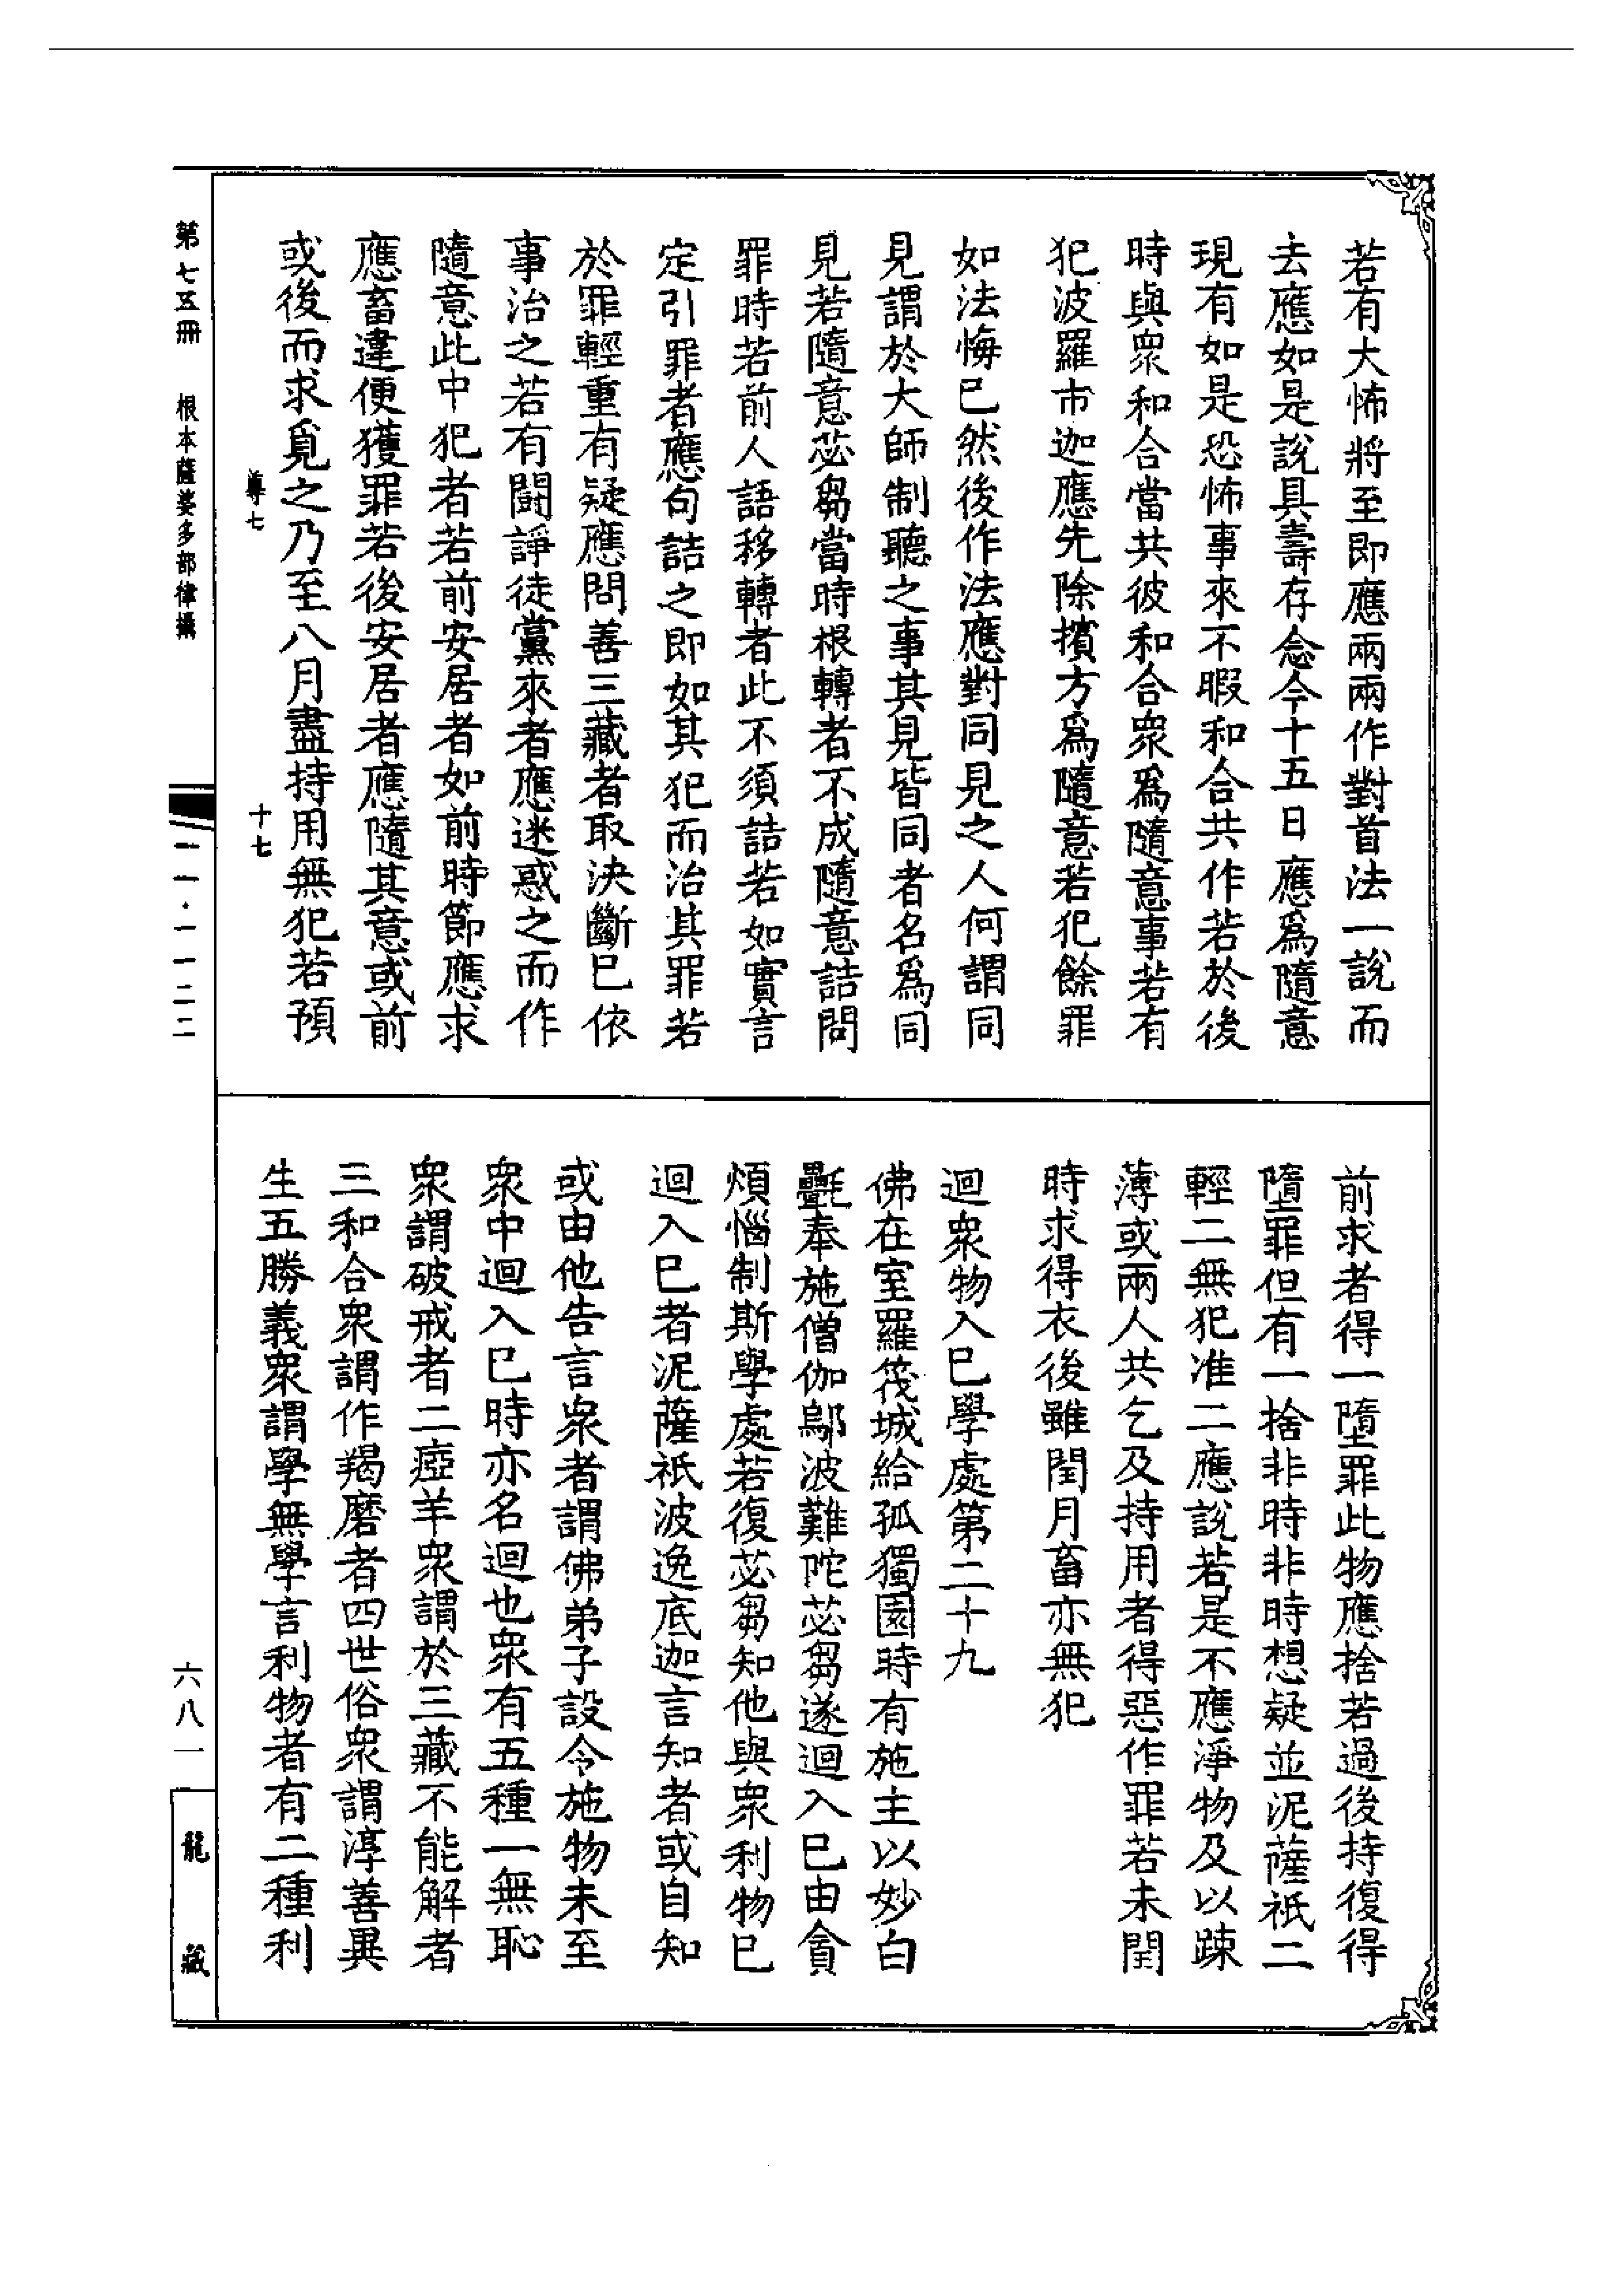 若有大怖將至即應兩兩作對首法一說而
去應如是說具壽存念今十五日應爲隨意
現有如是恐怖事來不暇和合共作若於後
時與衆和合當共彼和合衆爲隨意事若有
犯波羅市迦應先除擯方爲隨意若犯餘罪
如法悔已然後作法應對同見之人何謂同
見謂於大師制聽之事其見皆同者名爲同
見若隨意苾芻當時根轉者不成隨意詰問
罪時若前人語移轉者此不須詰若如實言
定引罪者應句詰之即如其犯而治其罪若
於罪輕重有疑應問善三藏者取決斷已依
事治之若有鬪諍徒黨來者應迷惑之而作
隨意此中犯者若前安居者如前時節應求
應畜違便獲罪若後安居者應隨其意或前
或後而求覓之乃至八月盡持用無犯若預
尊七
十七
前求者得一墮罪此物應捨若過後持復得
墮罪但有一捨非時非時想疑並泥薩祇二
輕二無犯准二應說若是不應淨物及以踈
薄或兩人共乞及持用者得惡作罪若未閏
時求得衣後雖閏月畜亦無犯
迴衆物入巳學處第二十九
佛在室羅筏城給孤獨園時有施主以妙白
㲲奉施僧伽鄔波難陀苾芻遂迴入巳由貪
煩惱制斯學處若復苾芻知他與衆利物巳
迴入巳者泥薩祇波逸底迦言知者或自知
或由他告言衆者謂佛弟子設令施物未至
衆中迴入巳時亦名迴也衆有五種一無恥
衆謂破戒者二瘂羊衆謂於三藏不能解者
三和合衆謂作羯磨者四世俗衆謂淳善異
生五勝義衆謂學無學言利物者有二種利
第七五冊
根本薩婆多部律攝
一一·一一二二
六八一
龍藏